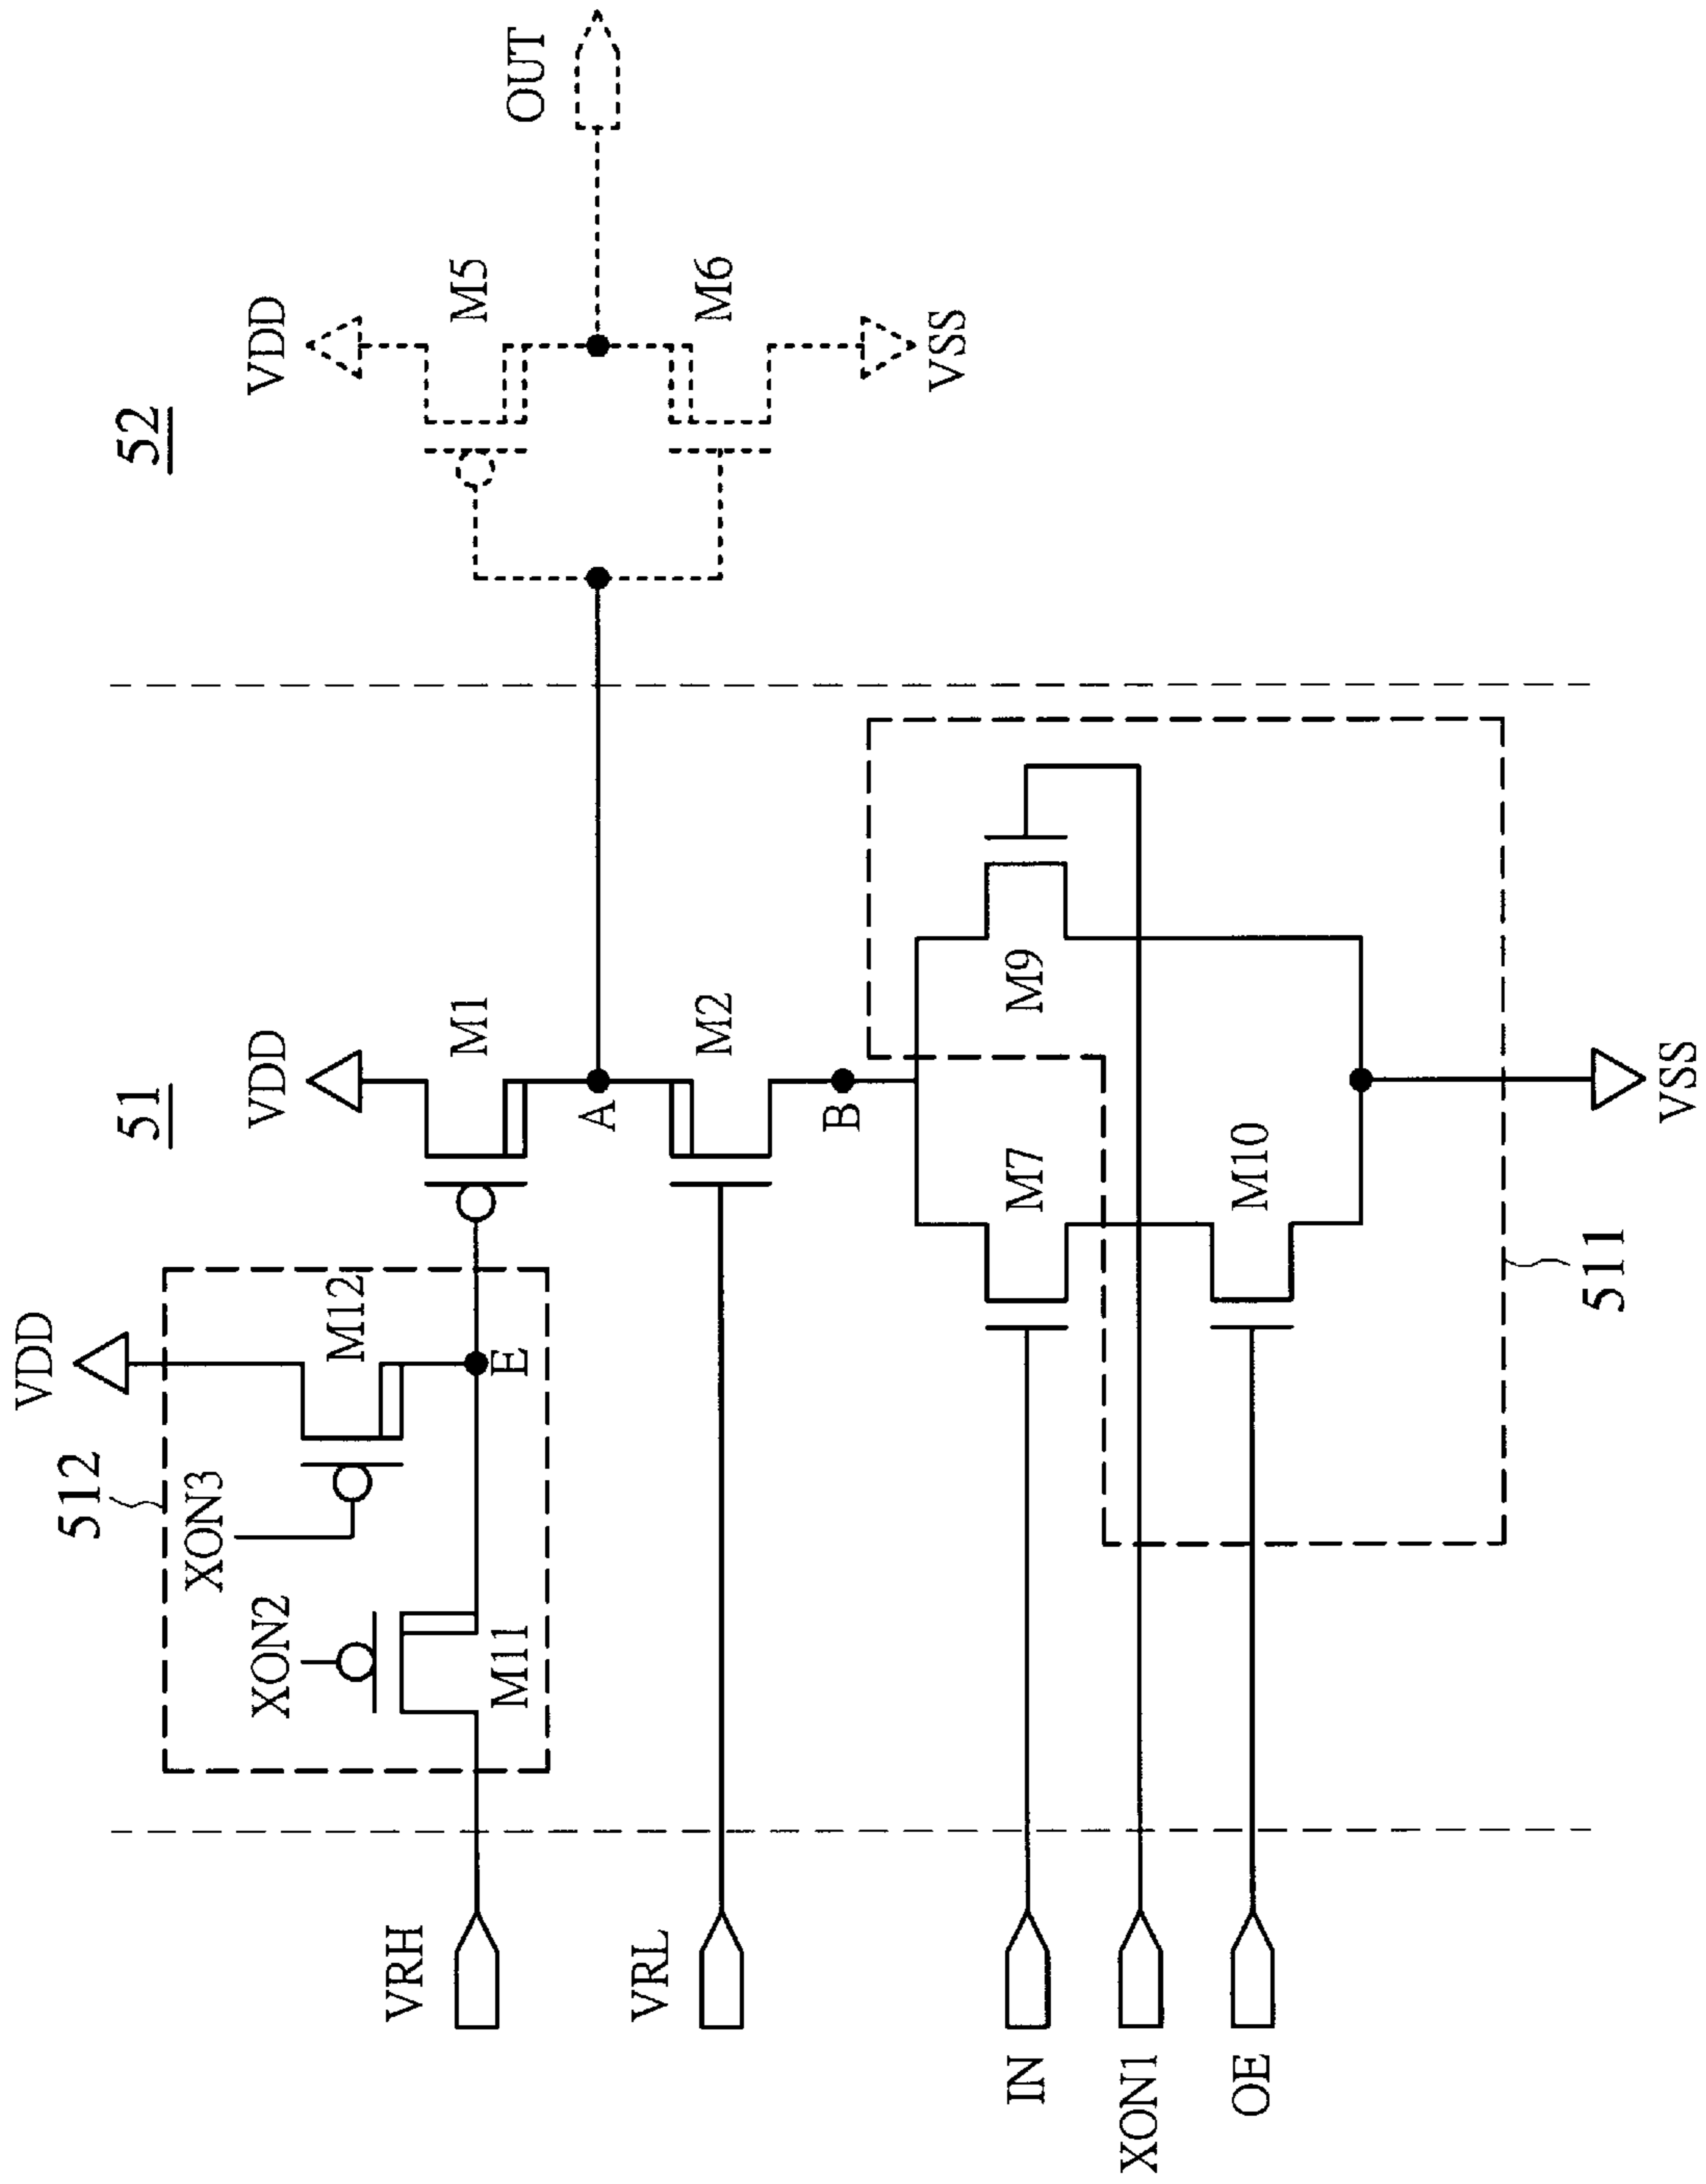 51
52
VDD
512
XON3
M12
XON2
M11
E
VDD
M1
A
M2
B
VDD
M5
M6
VSS
OUT
M7
M9
M10
511
VSS
VRH
VRL
IN
XON1
OE